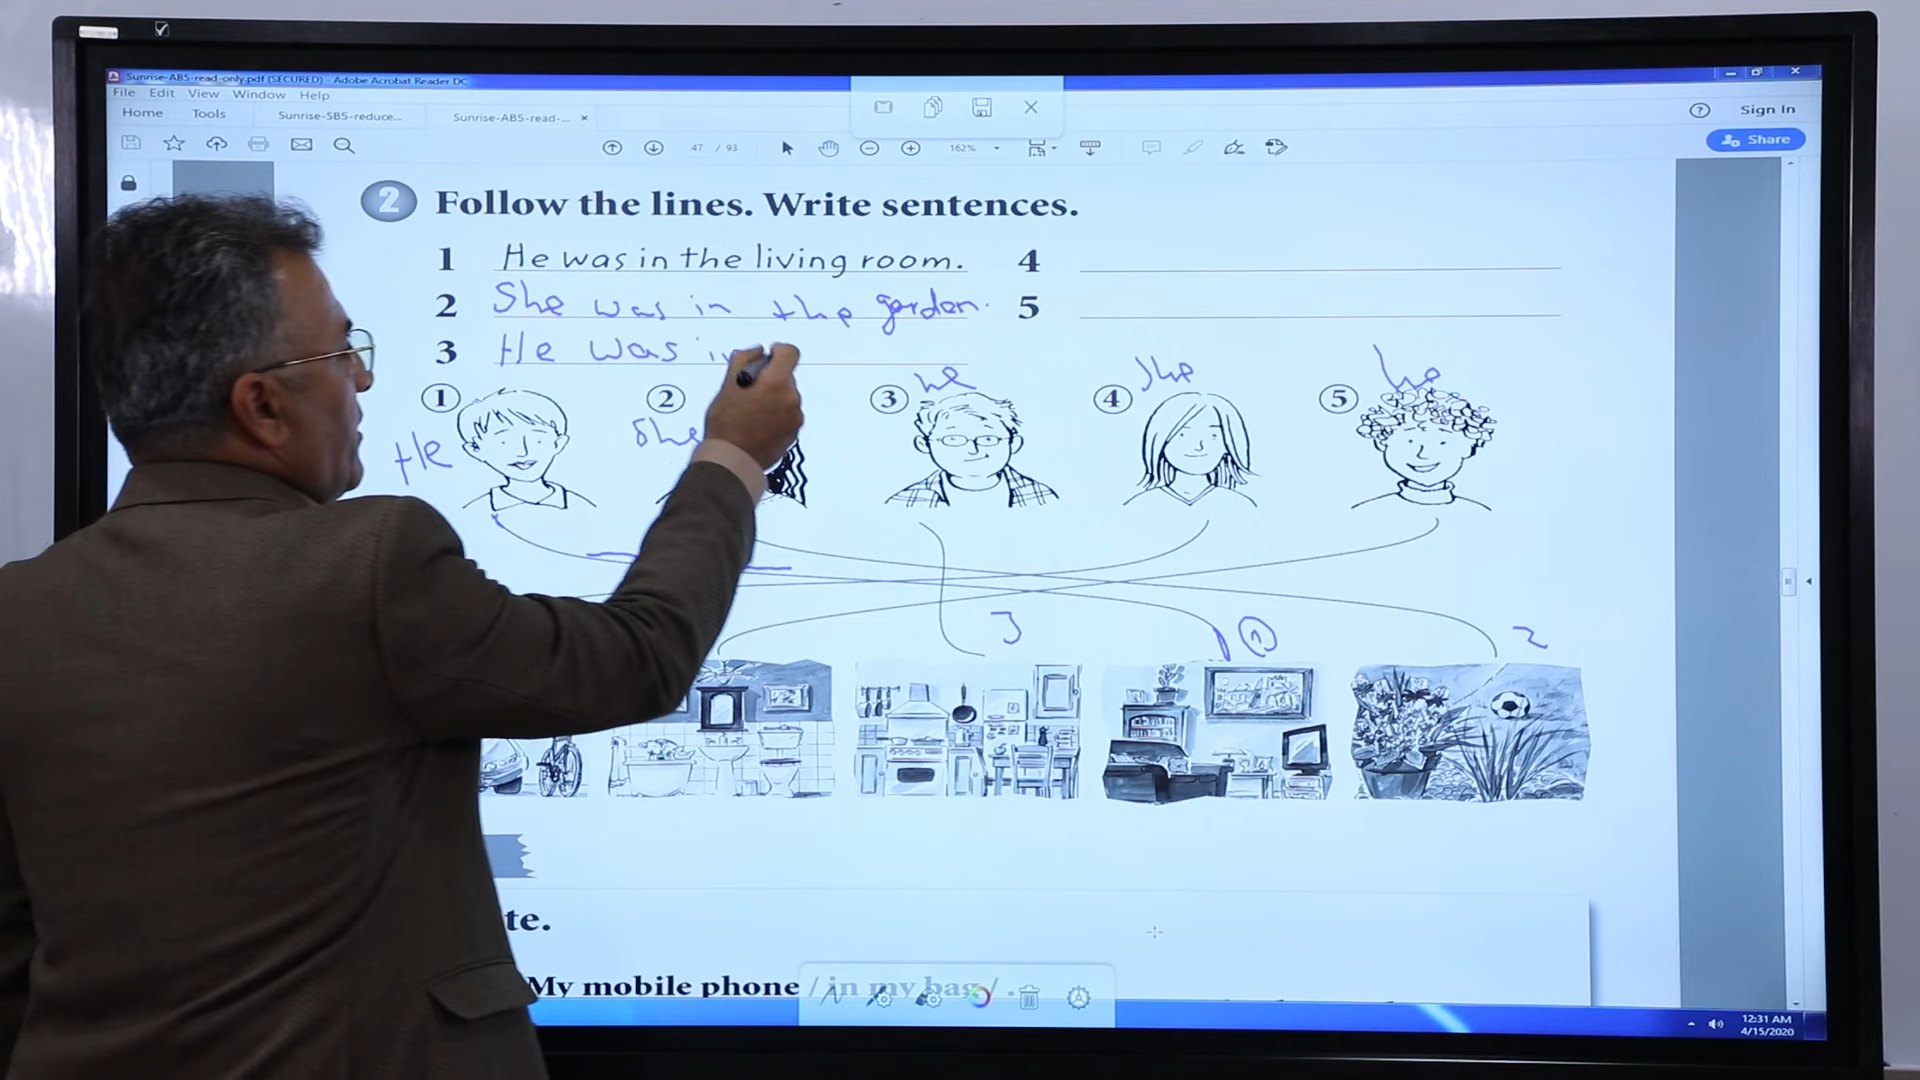 Sunrise-AB5-read-only.pdf (SECURED) - Adobe Acrobat Reader DC
File Edit View Window Help
Home Tools Sunrise-SB5-reduce... Sunrise-AB5-read-... ×
Sign In
47 / 93
162%
Share
2 Follow the lines. Write sentences.
1 He was in the living room.
2 She was in the garden.
3 He was in
4
5
1 2 3 4 5
He She he she he
3 1 2
te.
My mobile phone / in my bag / .
12:31 AM
4/15/2020